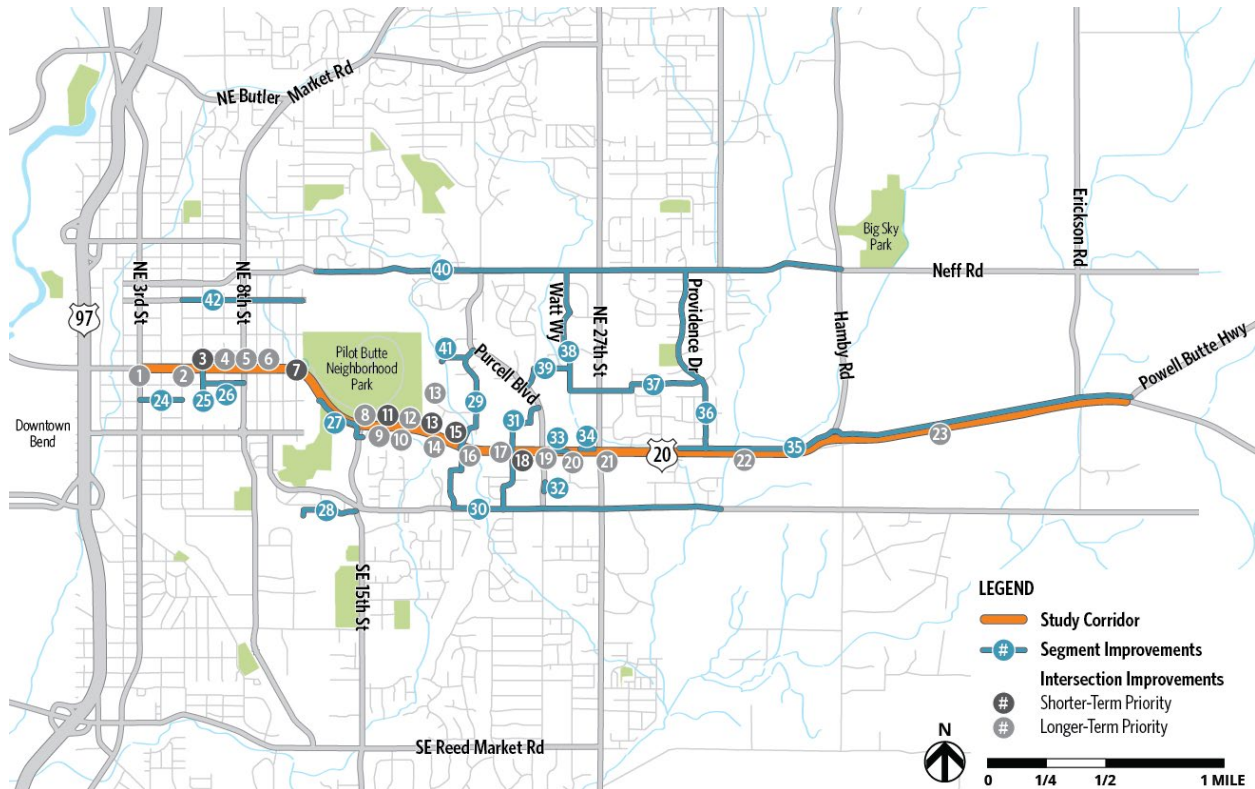 NE Butler
Market Rd
Big Sky
Park
Erickson Rd
Neff Rd
40
NE 3rd St
NE 8th St
42
Watt Wy
NE 27th St
Providence Dr
97
Hamby Rd
Powell Butte Hwy
Pilot Butte
Neighborhood
Park
Purcell Blvd
41
38
39
37
3
4
5
6
7
1
2
24
25
26
13
29
36
Downtown
Bend
27
8
11
12
13
15
9
10
14
16
31
17
18
33
34
19
20
21
20
22
35
23
32
30
28
SE 15th St
SE Reed Market Rd
LEGEND
Study Corridor
# Segment Improvements
Intersection Improvements
# Shorter-Term Priority
# Longer-Term Priority
N
0 1/4 1/2 1 MILE